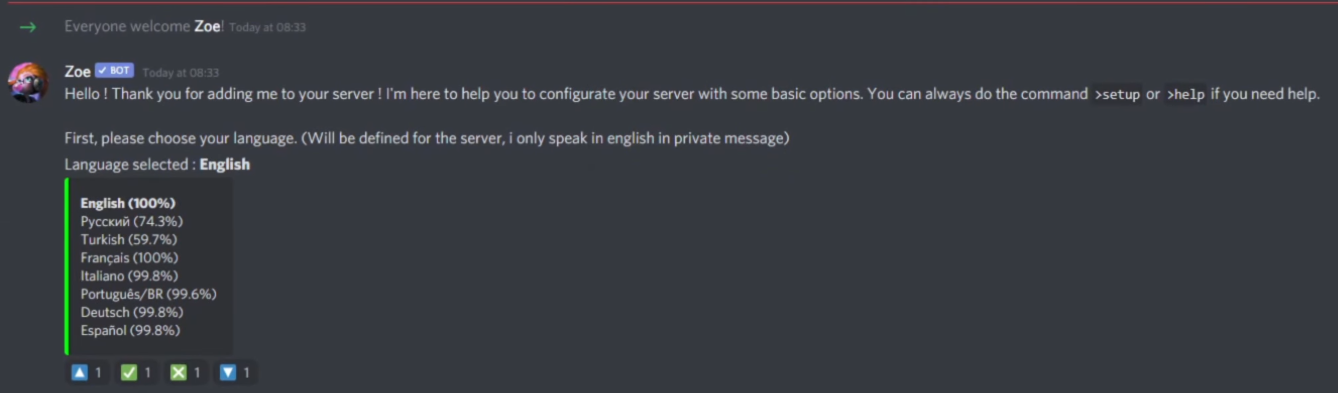 Everyone welcome Zoe! Today at 08:33
Zoe BOT Today at 08:33
Hello ! Thank you for adding me to your server ! I'm here to help you to configurate your server with some basic options. You can always do the command >setup or >help if you need help.
First, please choose your language. (Will be defined for the server, i only speak in english in private message)
Language selected : English
English (100%)
Русский (74.3%)
Turkish (59.7%)
Français (100%)
Italiano (99.8%)
Português/BR (99.6%)
Deutsch (99.8%)
Español (99.8%)
1 1 1 1